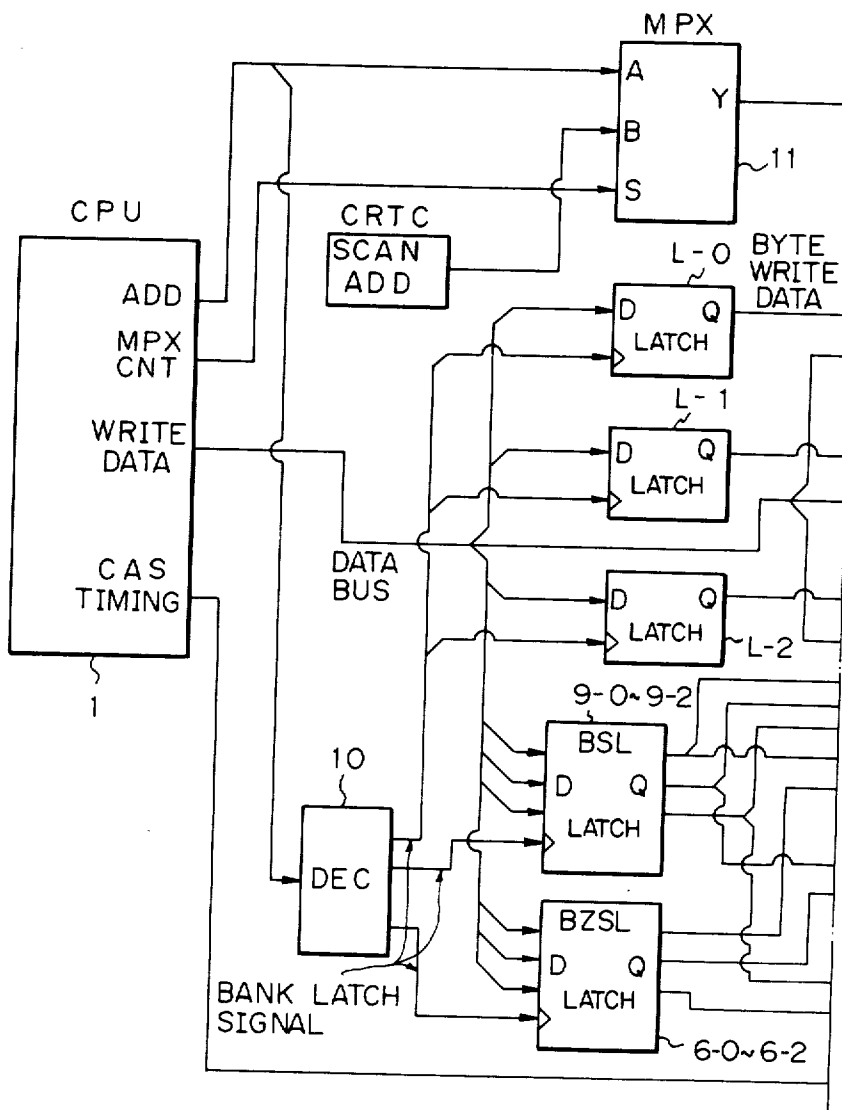 MPX
A
Y
B
11
S
CPU
CRTC
SCAN
ADD
L-0
BYTE
WRITE
DATA
ADD
D
Q
LATCH
MPX
CNT
L-1
WRITE
DATA
D
Q
LATCH
DATA
BUS
CAS
TIMING
D
Q
LATCH
L-2
1
9-0~9-2
BSL
10
D
Q
LATCH
DEC
BZSL
D
Q
LATCH
BANK LATCH
SIGNAL
6-0~6-2